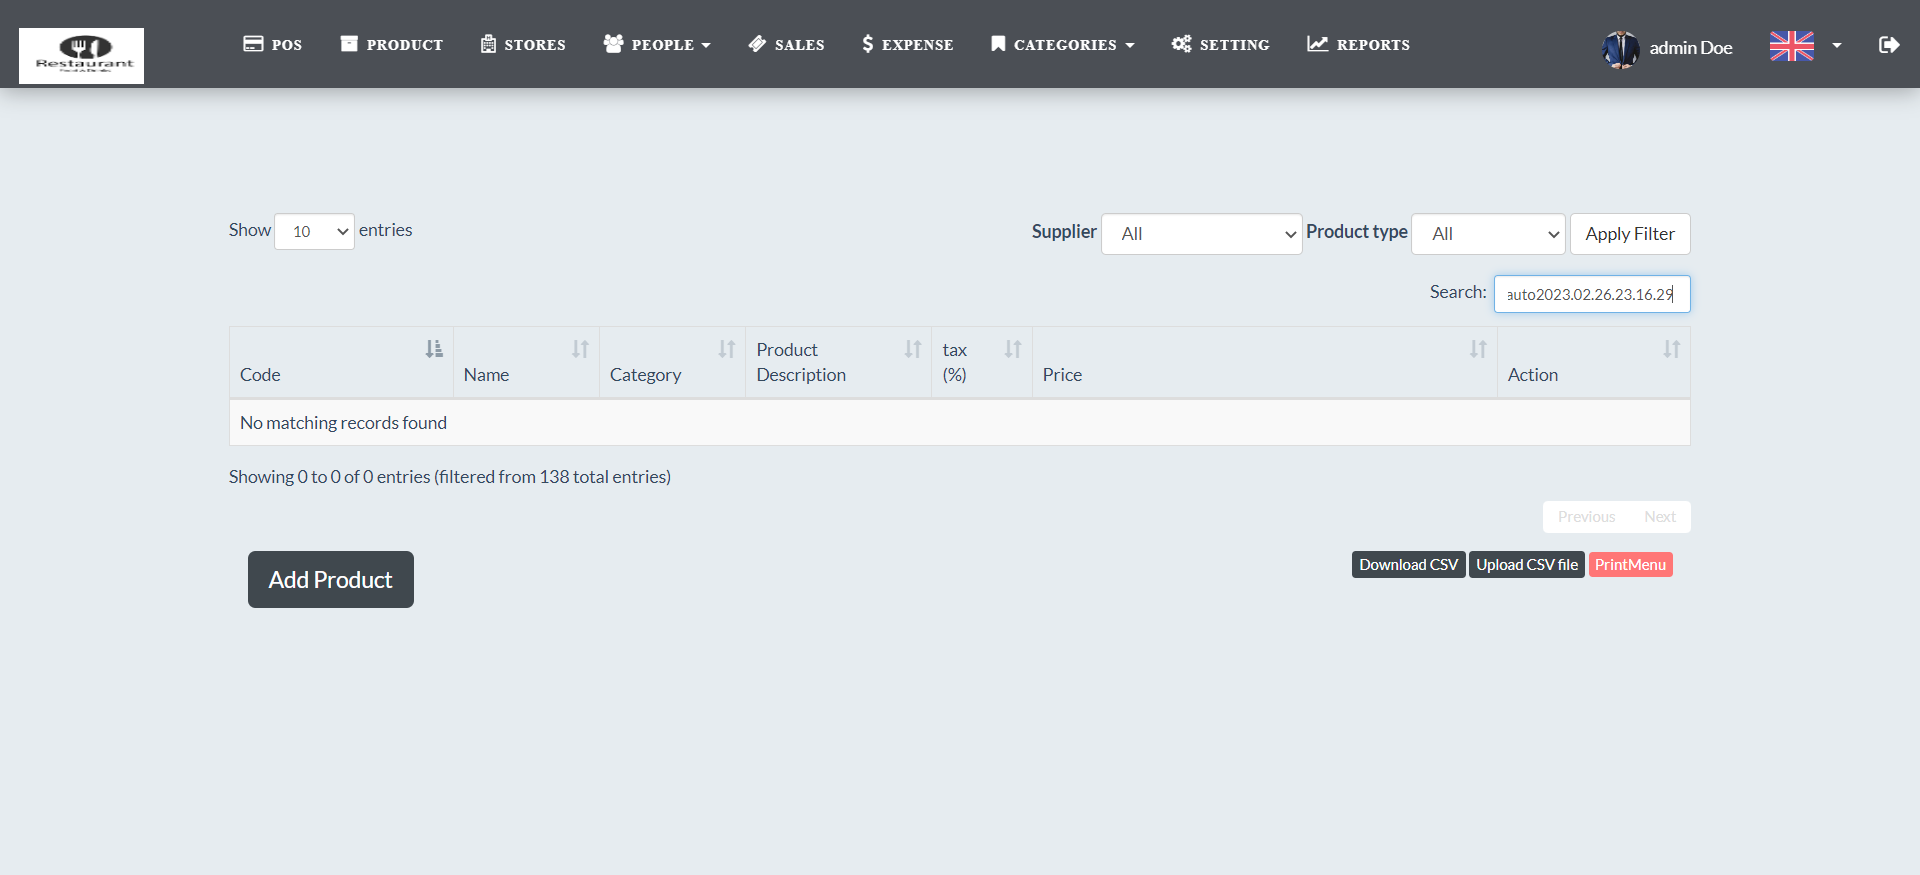 Restaurant
POS
PRODUCT
STORES
PEOPLE
SALES
EXPENSE
CATEGORIES
SETTING
REPORTS
admin Doe
Show 10 entries
Supplier All Product type All Apply Filter
Search: auto2023.02.26.23.16.29
Code
Name
Category
Product
Description
tax
(%)
Price
Action
No matching records found
Showing 0 to 0 of 0 entries (filtered from 138 total entries)
Previous Next
Add Product
Download CSV Upload CSV file PrintMenu